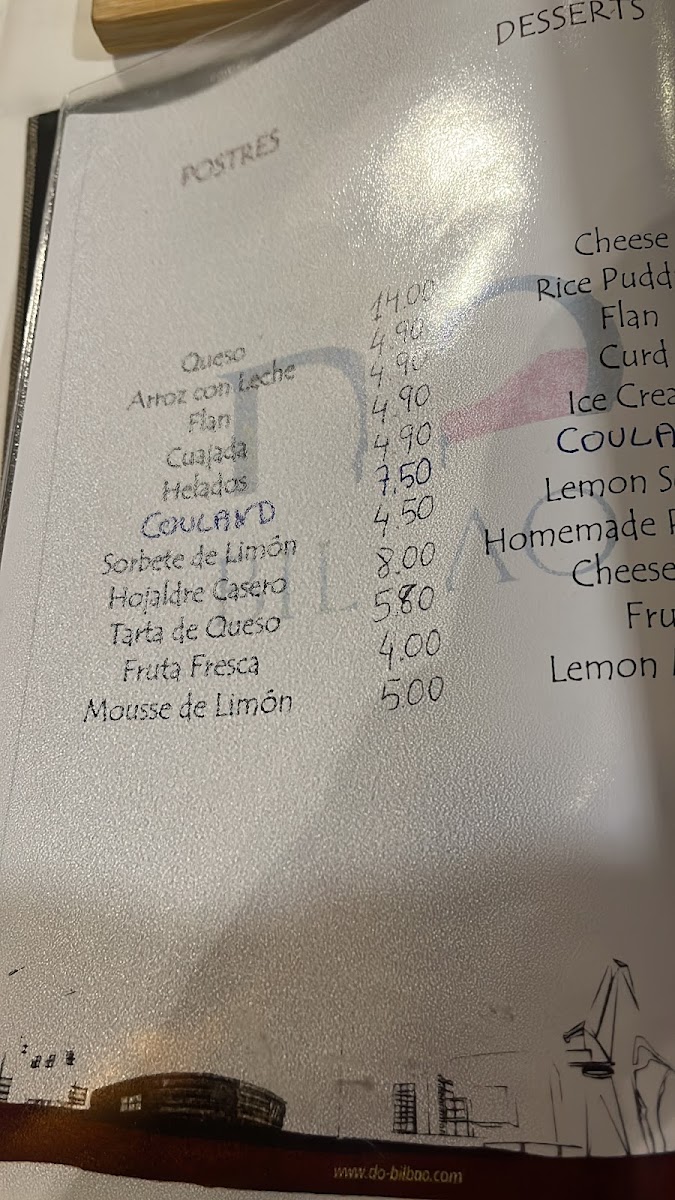 POSTRES DESSERTS
Queso 14.00 Cheese
Arroz con Leche 4.90 Rice Pudd
Flan 4.90 Flan
Cuajada 4.90 Curd
Helados 4.90 Ice Crea
COULAND 7.50 COULA
Sorbete de Limón 4.50 Lemon S
Hojaldre Casero 8.00 Homemade
Tarta de Queso 5.80 Cheese
Fruta Fresca 4.00 Fru
Mousse de Limón 5.00 Lemon
www.do-bilbao.com